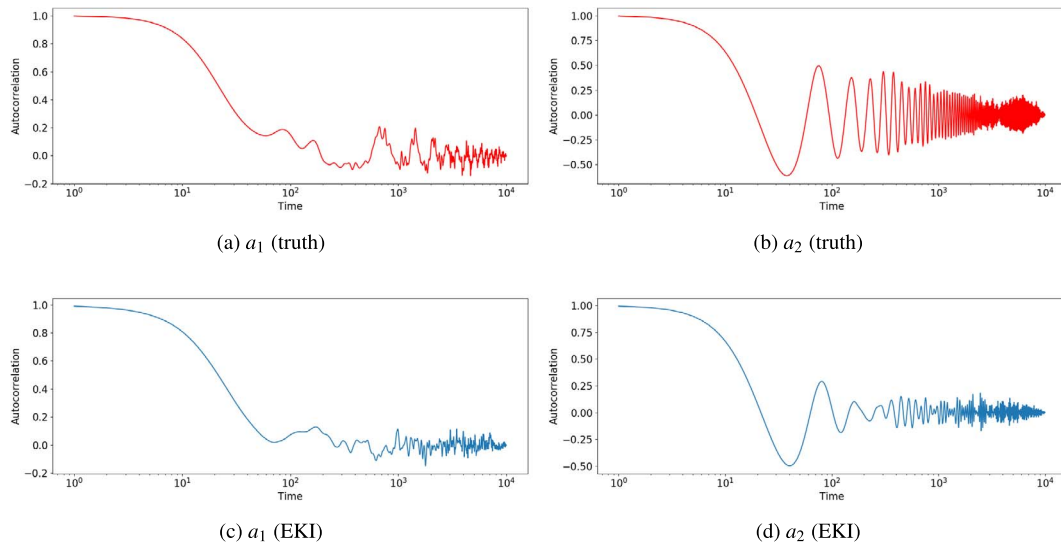 1.0
0.8
0.6
0.4
0.2
0.0
−0.2
Autocorrelation
10⁰ 10¹ 10² 10³ 10⁴
Time
(a) a₁ (truth)
1.00
0.75
0.50
0.25
0.00
−0.25
−0.50
Autocorrelation
10⁰ 10¹ 10² 10³ 10⁴
Time
(b) a₂ (truth)
1.0
0.8
0.6
0.4
0.2
0.0
−0.2
Autocorrelation
10⁰ 10¹ 10² 10³ 10⁴
Time
(c) a₁ (EKI)
1.00
0.75
0.50
0.25
0.00
−0.25
−0.50
Autocorrelation
10⁰ 10¹ 10² 10³ 10⁴
Time
(d) a₂ (EKI)